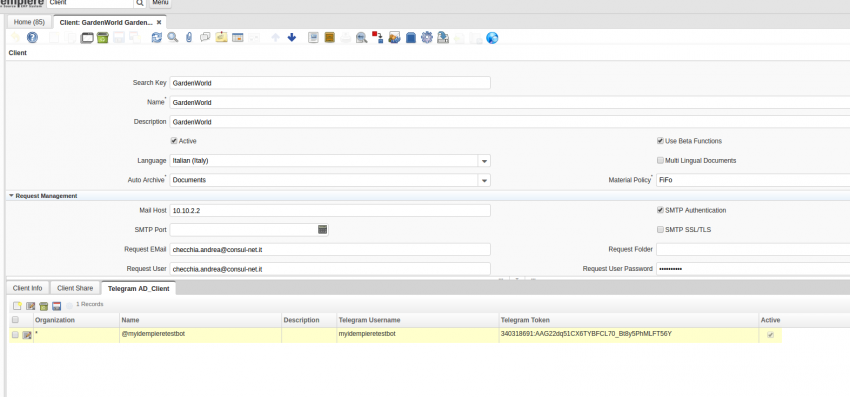 empiere
Client
Menu
Home (85)
Client: GardenWorld Garden...
Client
Search Key GardenWorld
Name* GardenWorld
Description GardenWorld
Active Use Beta Functions
Language Italian (Italy) Multi Lingual Documents
Auto Archive* Documents Material Policy* FiFo
Request Management
Mail Host 10.10.2.2 SMTP Authentication
SMTP Port SMTP SSL/TLS
Request EMail checchia.andrea@consul-net.it Request Folder
Request User checchia.andrea@consul-net.it Request User Password ••••••••••
Client Info Client Share Telegram AD_Client
1 Records
Organization Name Description Telegram Username Telegram Token Active
* @myidempieretestbot myidempieretestbot 340318691:AAG22dq51CX6TYBFCL70_Bt8y5PhMLFT56Y